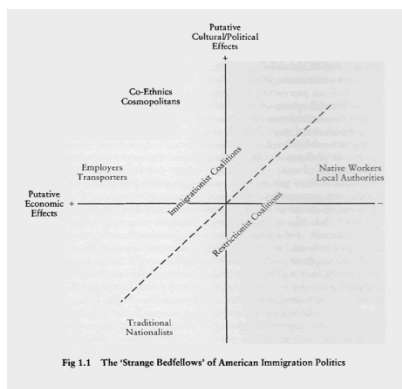 Putative
Cultural/Political
Effects
+
Co-Ethnics
Cosmopolitans
Employers
Transporters
Immigrationist Coalitions
Native Workers
Local Authorities
Putative
Economic + –
Effects
Restrictionist Coalitions
Traditional
Nationalists
Fig 1.1 The 'Strange Bedfellows' of American Immigration Politics